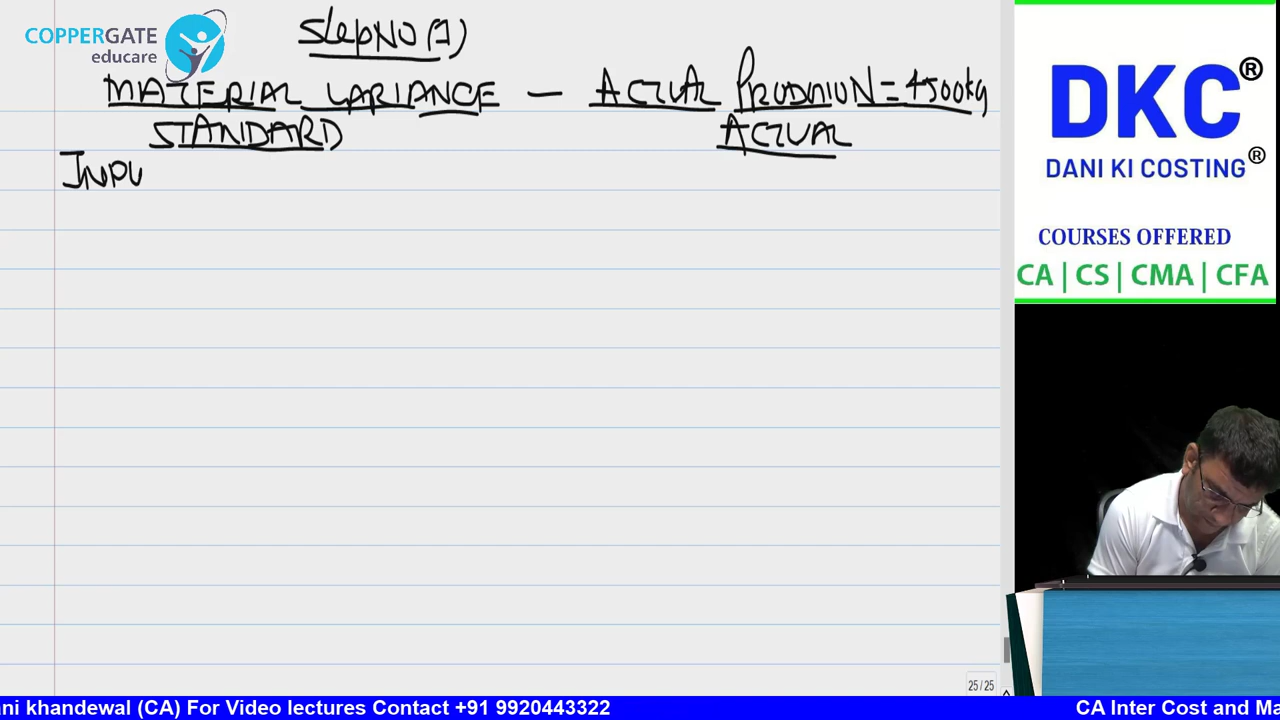 COPPERGATE
educare
Step NO (1)
MATERIAL VARIANCE — ACTUAL PRODUCTION = 4500kg
STANDARD ACTUAL
INPU
DKC®
DANI KI COSTING®
COURSES OFFERED
CA | CS | CMA | CFA
25 / 25
ni khandewal (CA) For Video lectures Contact +91 9920443322
CA Inter Cost and Ma